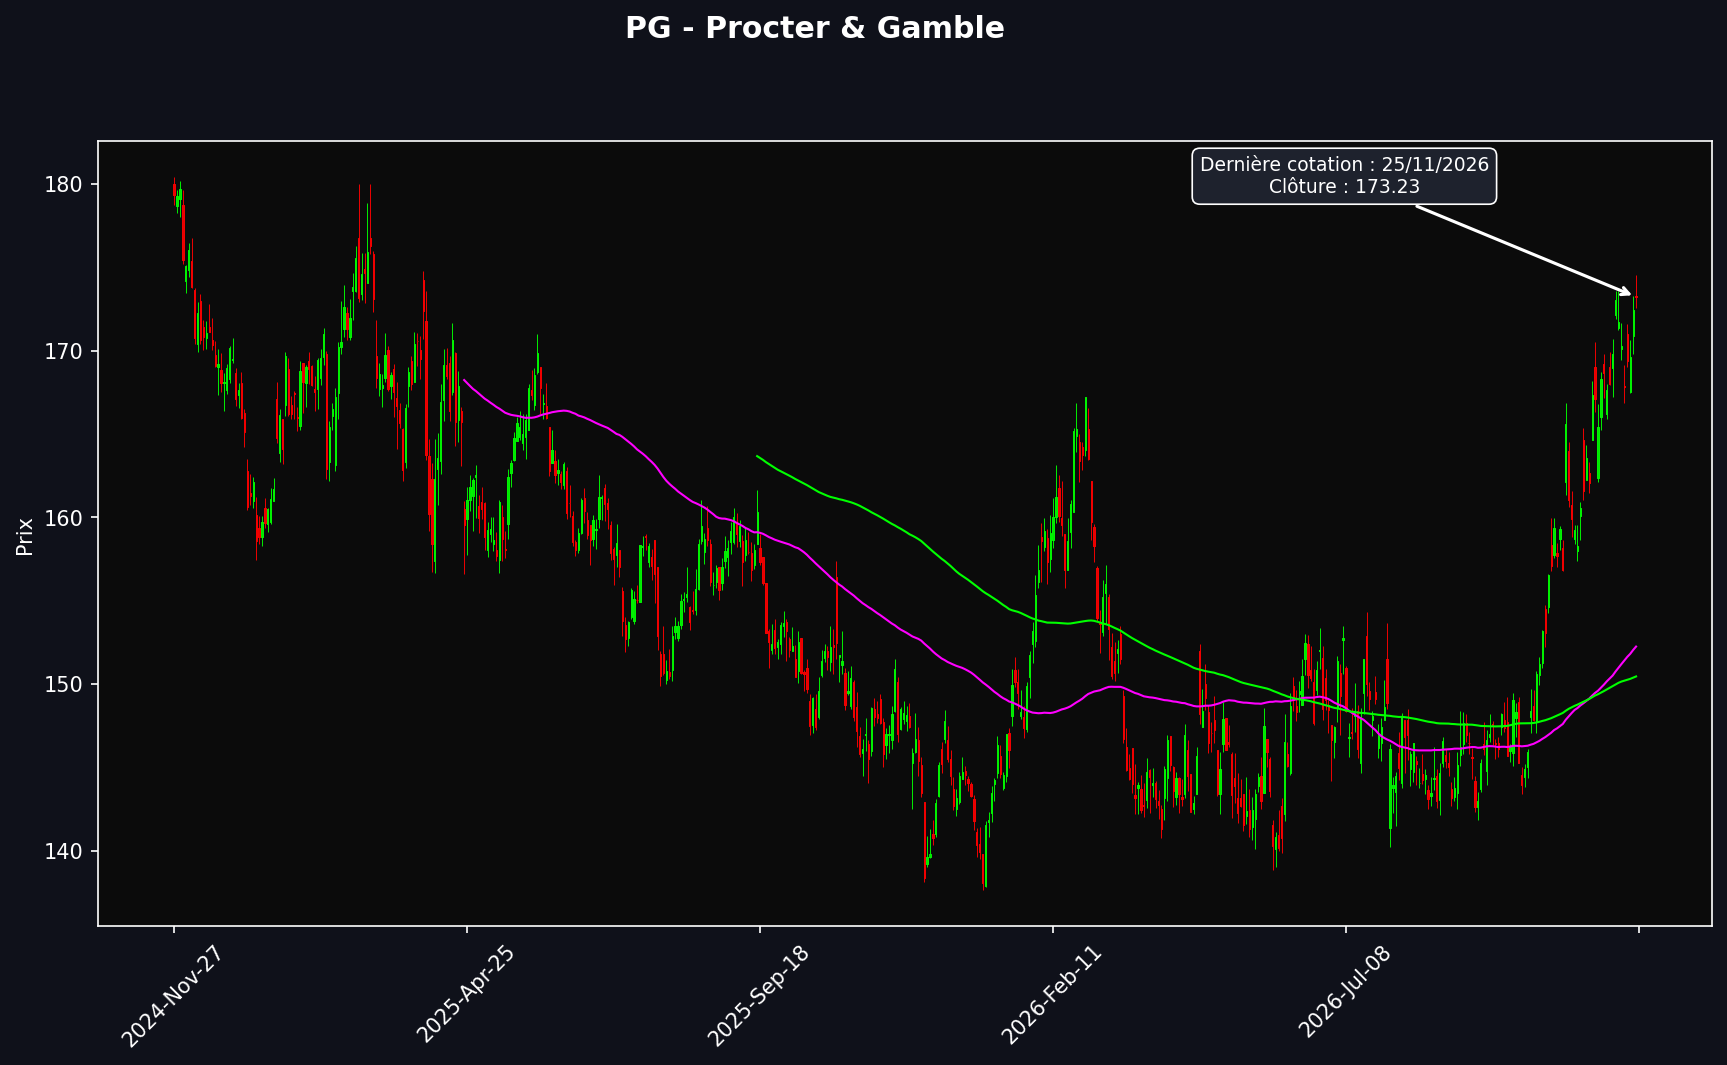 PG - Procter & Gamble
Dernière cotation : 25/11/2026
Clôture : 173.23
Prix
180
170
160
150
140
2024-Nov-27
2025-Apr-25
2025-Sep-18
2026-Feb-11
2026-Jul-08